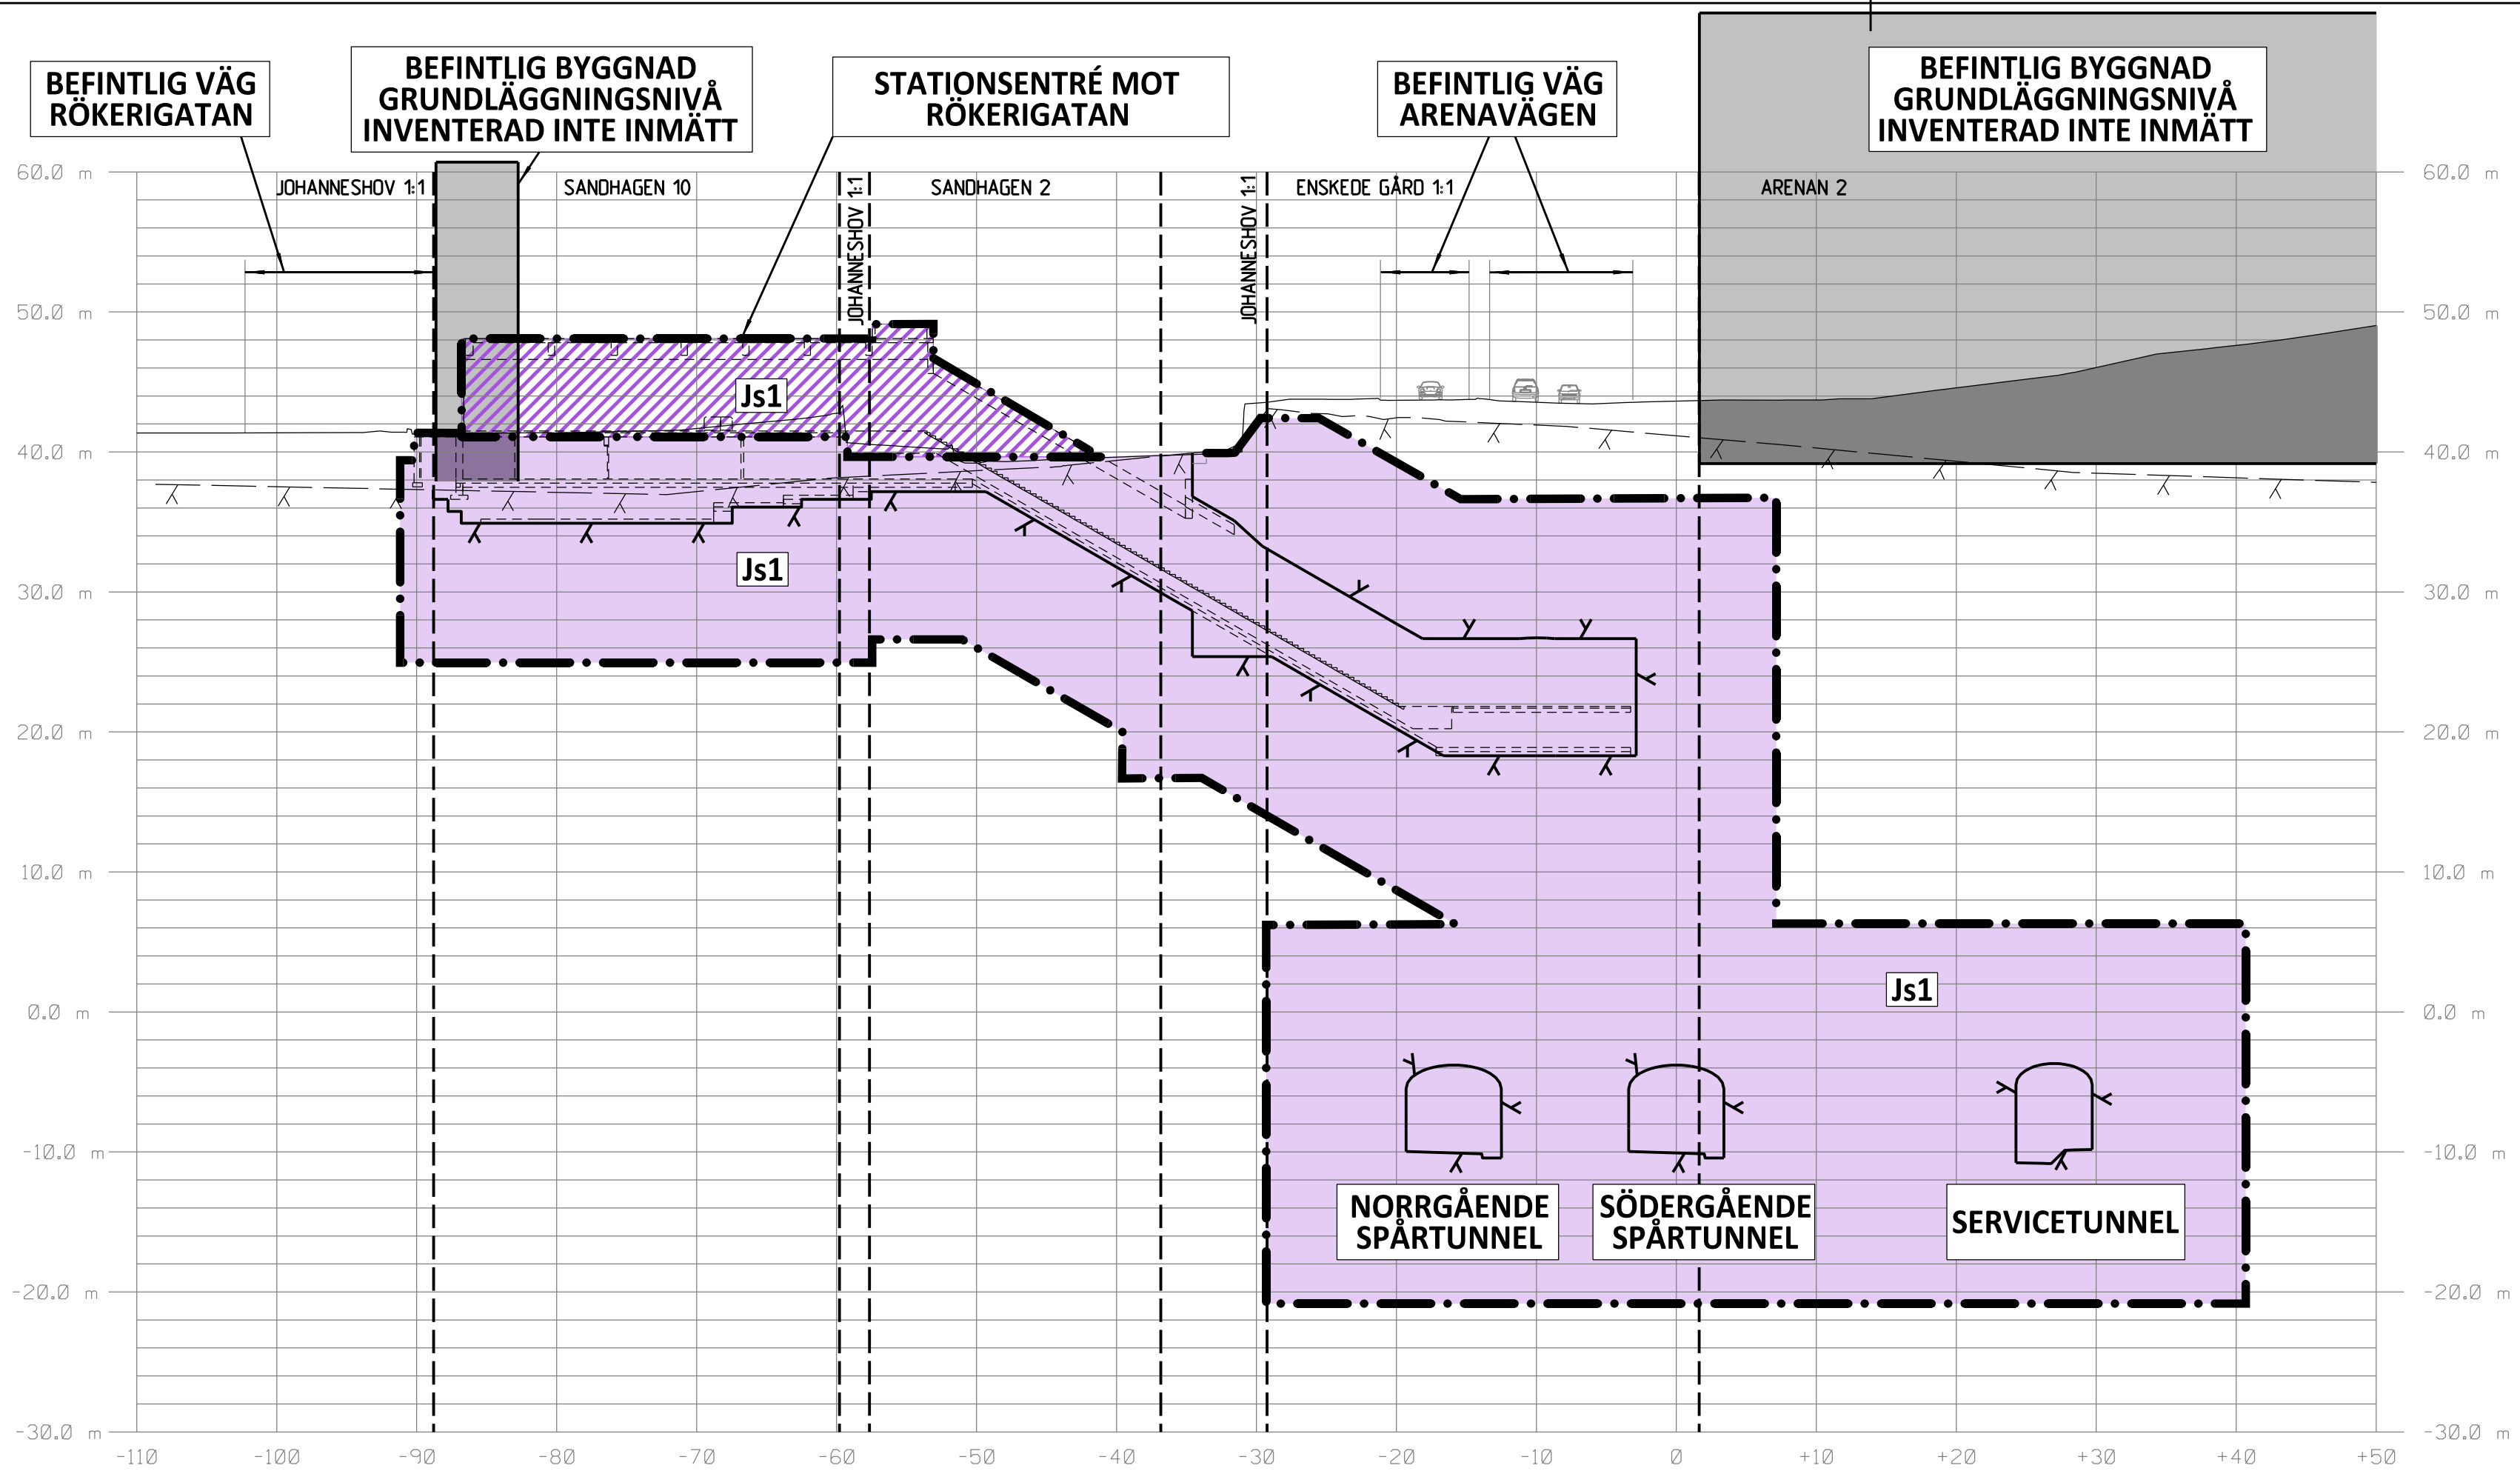 BEFINTLIG VÄG
RÖKERIGATAN
BEFINTLIG BYGGNAD
GRUNDLÄGGNINGSNIVÅ
INVENTERAD INTE INMÄTT
STATIONSENTRÉ MOT
RÖKERIGATAN
BEFINTLIG VÄG
ARENAVÄGEN
BEFINTLIG BYGGNAD
GRUNDLÄGGNINGSNIVÅ
INVENTERAD INTE INMÄTT
60.0 m
JOHANNESHOV 1:1
SANDHAGEN 10
JOHANNESHOV 1:1
SANDHAGEN 2
JOHANNESHOV 1:1
ENSKEDE GÅRD 1:1
ARENAN 2
60.0 m
50.0 m
50.0 m
Js1
40.0 m
40.0 m
Js1
30.0 m
30.0 m
20.0 m
20.0 m
10.0 m
10.0 m
Js1
0.0 m
0.0 m
-10.0 m
-10.0 m
NORRGÅENDE
SPÅRTUNNEL
SÖDERGÅENDE
SPÅRTUNNEL
SERVICETUNNEL
-20.0 m
-20.0 m
-30.0 m
-30.0 m
-110
-100
-90
-80
-70
-60
-50
-40
-30
-20
-10
0
+10
+20
+30
+40
+50